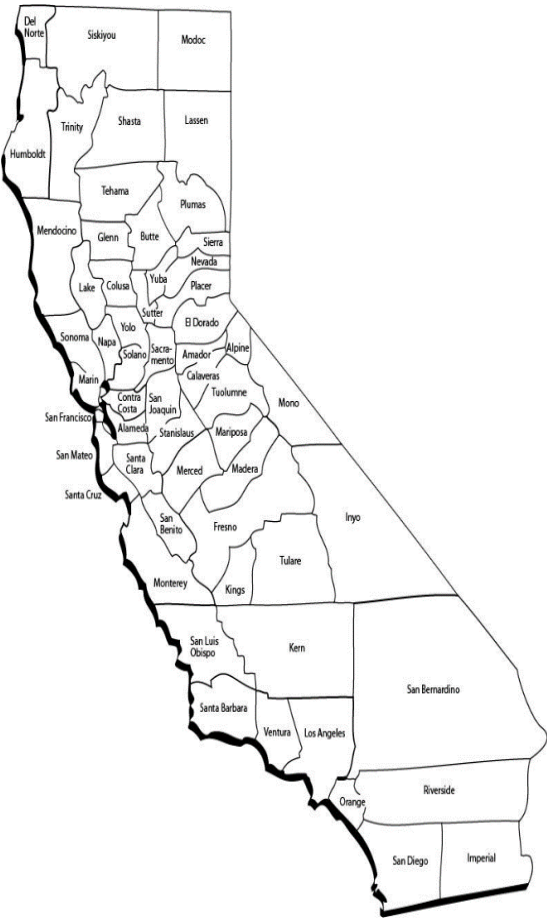 Del
Norte
Siskiyou
Modoc
Humboldt
Trinity
Shasta
Lassen
Tehama
Plumas
Mendocino
Glenn
Butte
Sierra
Nevada
Lake
Colusa
Yuba
Placer
Sutter
El Dorado
Sonoma
Napa
Yolo
Solano
Sacra-
mento
Amador
Alpine
Calaveras
Marin
Contra
Costa
San
Joaquin
Tuolumne
Mono
San Francisco
Alameda
Stanislaus
Mariposa
San Mateo
Santa
Clara
Merced
Madera
Santa Cruz
San
Benito
Fresno
Inyo
Monterey
Kings
Tulare
San Luis
Obispo
Kern
San Bernardino
Santa Barbara
Ventura
Los Angeles
Orange
Riverside
San Diego
Imperial